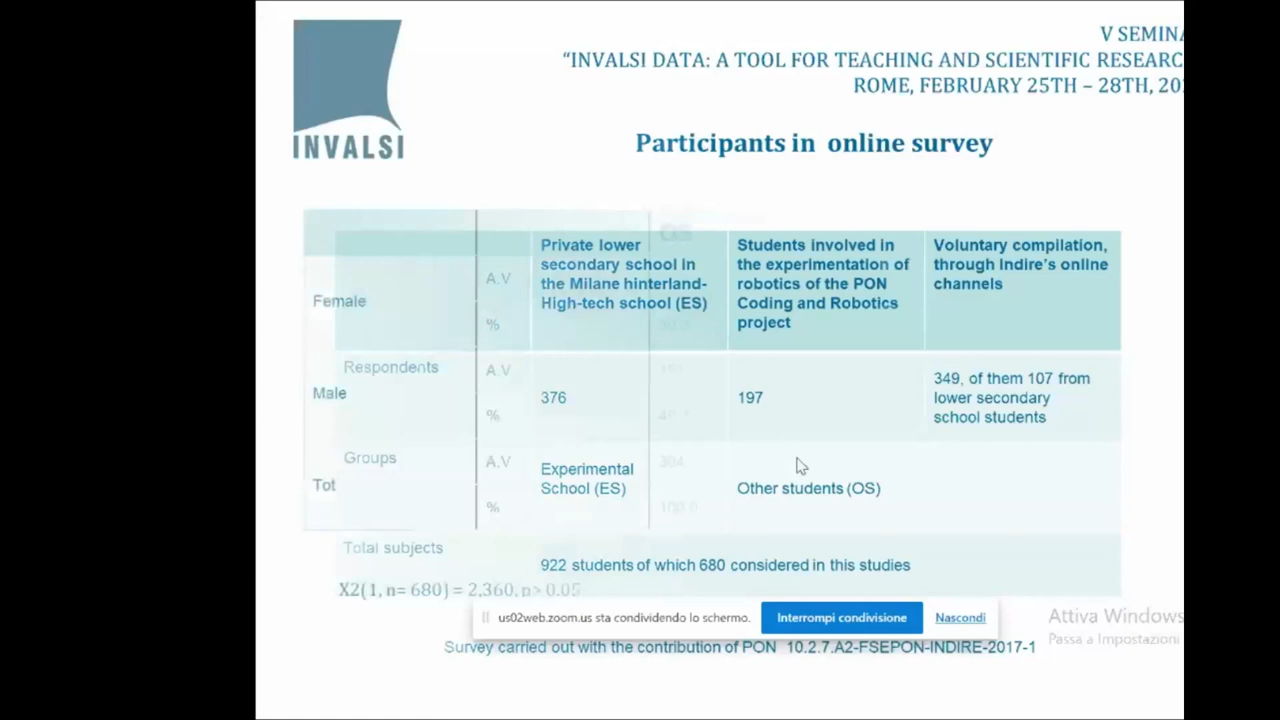 V SEMINA
“INVALSI DATA: A TOOL FOR TEACHING AND SCIENTIFIC RESEARC
ROME, FEBRUARY 25TH – 28TH, 20
INVALSI
Participants in online survey
Private lower
secondary school in
the Milane hinterland-
High-tech school (ES)
Students involved in
the experimentation of
robotics of the PON
Coding and Robotics
project
Voluntary compilation,
through Indire’s online
channels
Female
A.V
%
Respondents
376
197
349, of them 107 from
lower secondary
school students
Male
A.V
%
Groups
Experimental
School (ES)
Other students (OS)
Tot
A.V
304
%
100.0
Total subjects
922 students of which 680 considered in this studies
X2(1, n= 680) = 2,360, p> 0.05
us02web.zoom.us sta condividendo lo schermo.
Interrompi condivisione
Nascondi
Attiva Windows
Passa a Impostazioni
Survey carried out with the contribution of PON 10.2.7.A2-FSEPON-INDIRE-2017-1